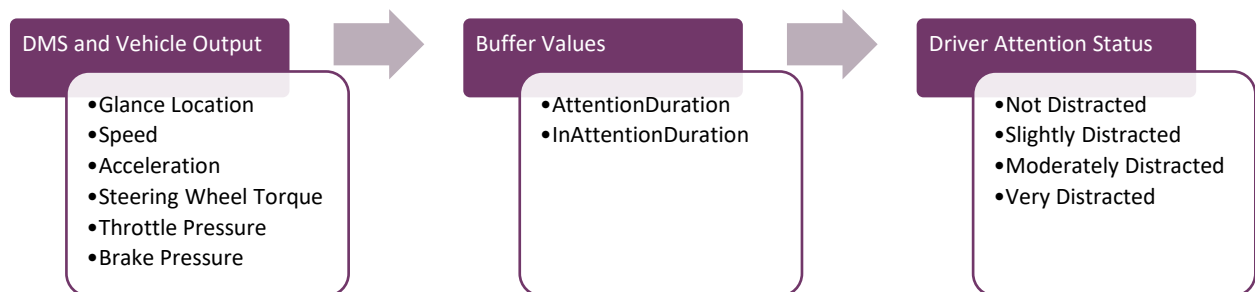 DMS and Vehicle Output
•Glance Location
•Speed
•Acceleration
•Steering Wheel Torque
•Throttle Pressure
•Brake Pressure
Buffer Values
•AttentionDuration
•InAttentionDuration
Driver Attention Status
•Not Distracted
•Slightly Distracted
•Moderately Distracted
•Very Distracted